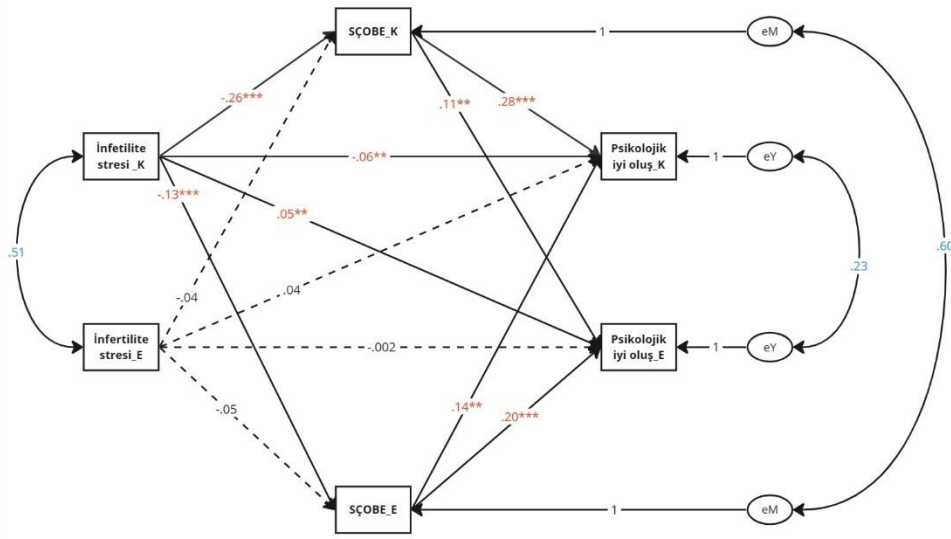 SÇOBE_K
1
eM
-.26***
.11**
.28***
İnfetilite
stresi _K
-.06**
Psikolojik
iyi oluş_K
1
eY
-.13***
.05**
.51
.60
.23
-.04
.04
İnfertilite
stresi_E
-.002
Psikolojik
iyi oluş_E
1
eY
-.05
.14**
.20***
SÇOBE_E
1
eM